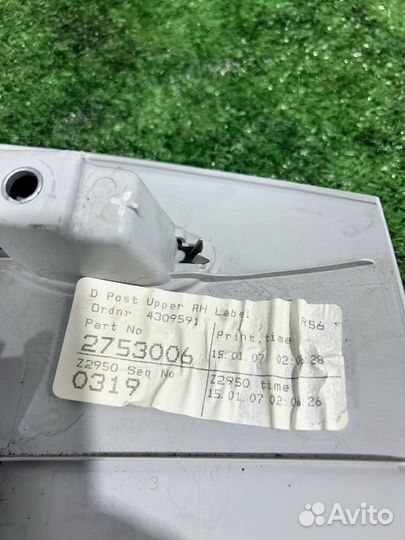 D Post Upper RH Label
R56
Ordnr 4309591
Part No
2753006
Print.time
15.01.07 02:06:28
Z2950 Seq No
0319
Z2950 time
15.01.07 02:06:26
3
Avito